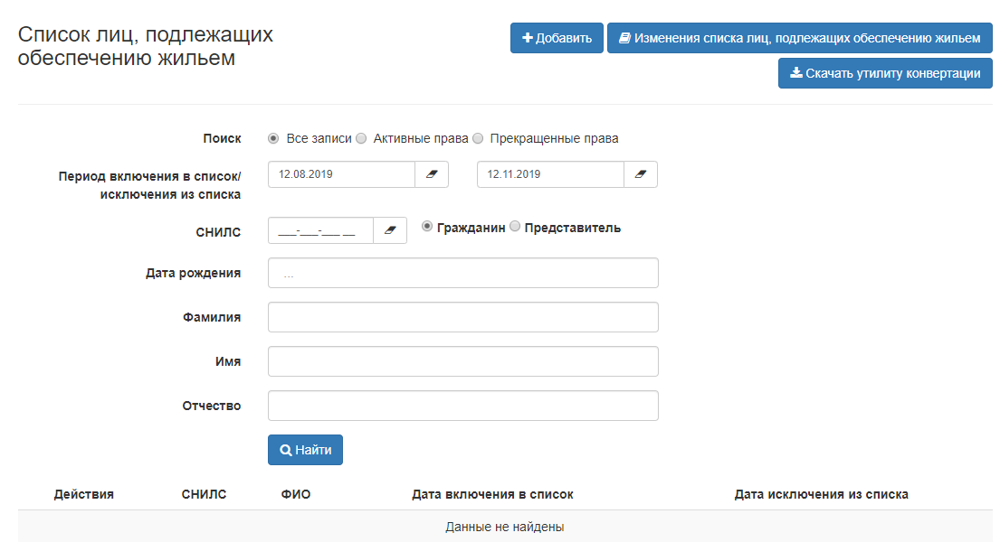 Список лиц, подлежащих
обеспечению жильем
Добавить
Изменения списка лиц, подлежащих обеспечению жильем
Скачать утилиту конвертации
Поиск Все записи Активные права Прекращенные права
Период включения в список/
исключения из списка
12.08.2019 12.11.2019
СНИЛС ___-___-___ __ Гражданин Представитель
Дата рождения ...
Фамилия
Имя
Отчество
Найти
Действия СНИЛС ФИО Дата включения в список Дата исключения из списка
Данные не найдены